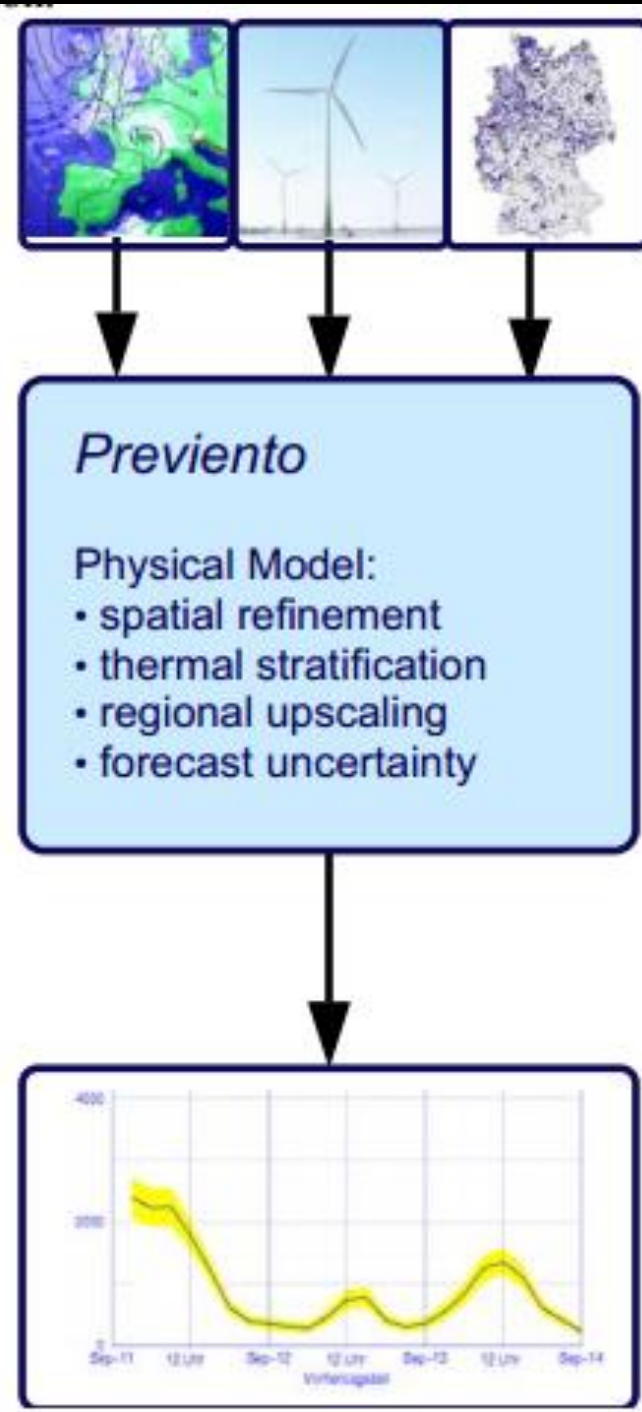 Previento
Physical Model:
• spatial refinement
• thermal stratification
• regional upscaling
• forecast uncertainty
4000
2000
0
Sep-11 12 Uhr Sep-12 12 Uhr Sep-13 12 Uhr Sep-14